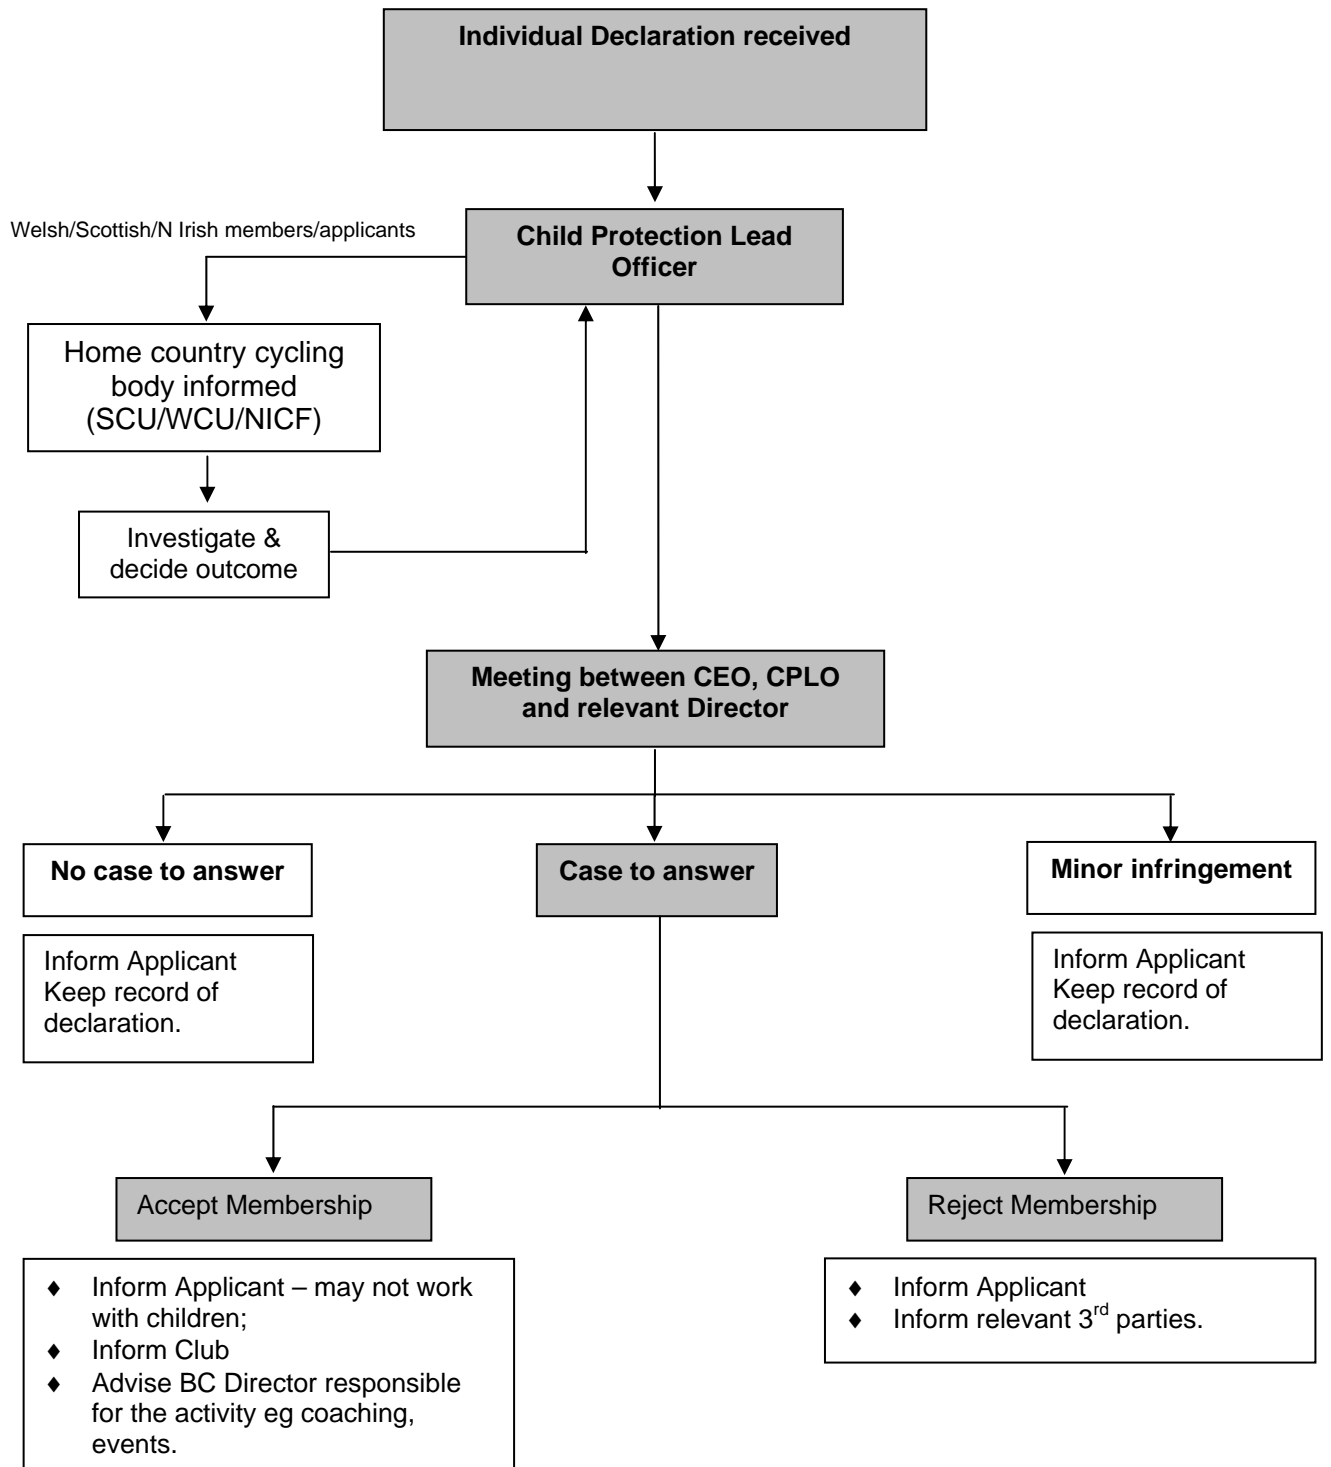 Individual Declaration received
Welsh/Scottish/N Irish members/applicants
Child Protection Lead
Officer
Home country cycling
body informed
(SCU/WCU/NICF)
Investigate &
decide outcome
Meeting between CEO, CPLO
and relevant Director
No case to answer
Case to answer
Minor infringement
Inform Applicant
Keep record of
declaration.
Inform Applicant
Keep record of
declaration.
Accept Membership
Reject Membership
♦ Inform Applicant – may not work
with children;
♦ Inform Club
♦ Advise BC Director responsible
for the activity eg coaching,
events.
♦ Inform Applicant
♦ Inform relevant 3rd parties.